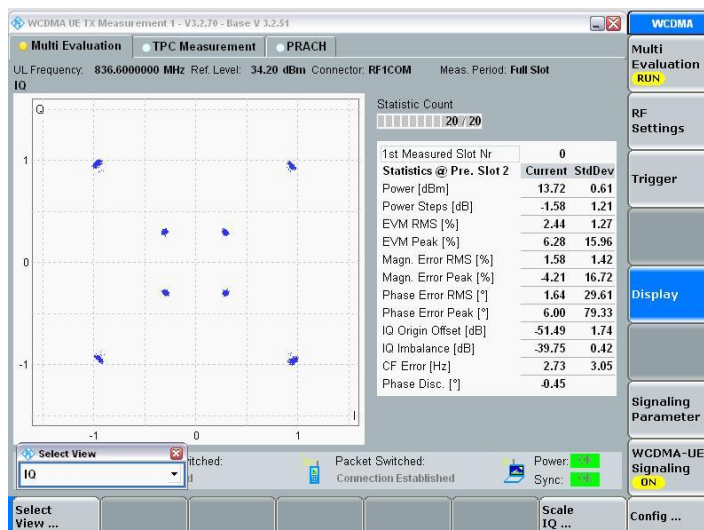 WCDMA UE TX Measurement 1 - V3.2.70 - Base V 3.2.51
WCDMA
Multi Evaluation
TPC Measurement
PRACH
UL Frequency: 836.6000000 MHz Ref. Level: 34.20 dBm Connector: RF1COM Meas. Period: Full Slot
IQ
Q
1
0
-1
-1 0 1
I
Statistic Count
20 / 20
1st Measured Slot Nr 0
Statistics @ Pre. Slot 2 Current StdDev
Power [dBm] 13.72 0.61
Power Steps [dB] -1.58 1.21
EVM RMS [%] 2.44 1.27
EVM Peak [%] 6.28 15.96
Magn. Error RMS [%] 1.58 1.42
Magn. Error Peak [%] -4.21 16.72
Phase Error RMS [°] 1.64 29.61
Phase Error Peak [°] 6.00 79.33
IQ Origin Offset [dB] -51.49 1.74
IQ Imbalance [dB] -39.75 0.42
CF Error [Hz] 2.73 3.05
Phase Disc. [°] -0.45
Select View
IQ
itched:
d
Packet Switched:
Connection Established
Power:
Sync:
Multi
Evaluation
RUN
RF
Settings
Trigger
Display
Signaling
Parameter
WCDMA-UE
Signaling
ON
Select
View ...
Scale
IQ ...
Config ...